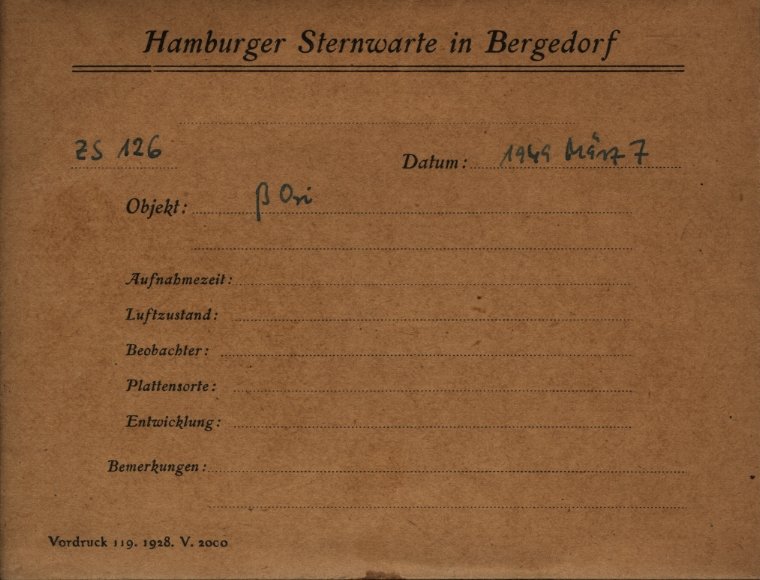 Hamburger Sternwarte in Bergedorf
ZS 126
Datum: 1949 März 7
Objekt: β Ori
Aufnahmezeit:
Luftzustand:
Beobachter:
Plattensorte:
Entwicklung:
Bemerkungen:
Vordruck 119. 1928. V. 2000